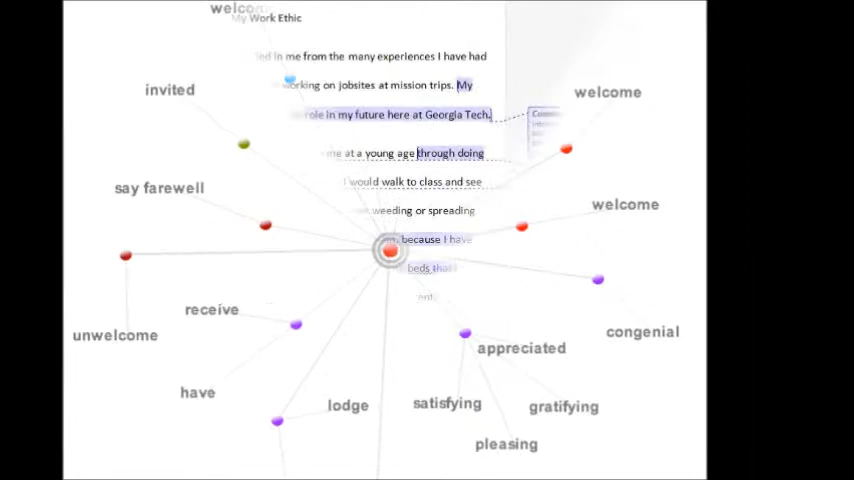 welcome
My Work Ethic
in me from the many experiences I have had
working on jobsites at mission trips. My
role in my future here at Georgia Tech.
invited
welcome
me at a young age through doing
I would walk to class and see
say farewell
weeding or spreading
welcome
because I have
beds that
receive
unwelcome
congenial
appreciated
have
lodge
satisfying
gratifying
pleasing